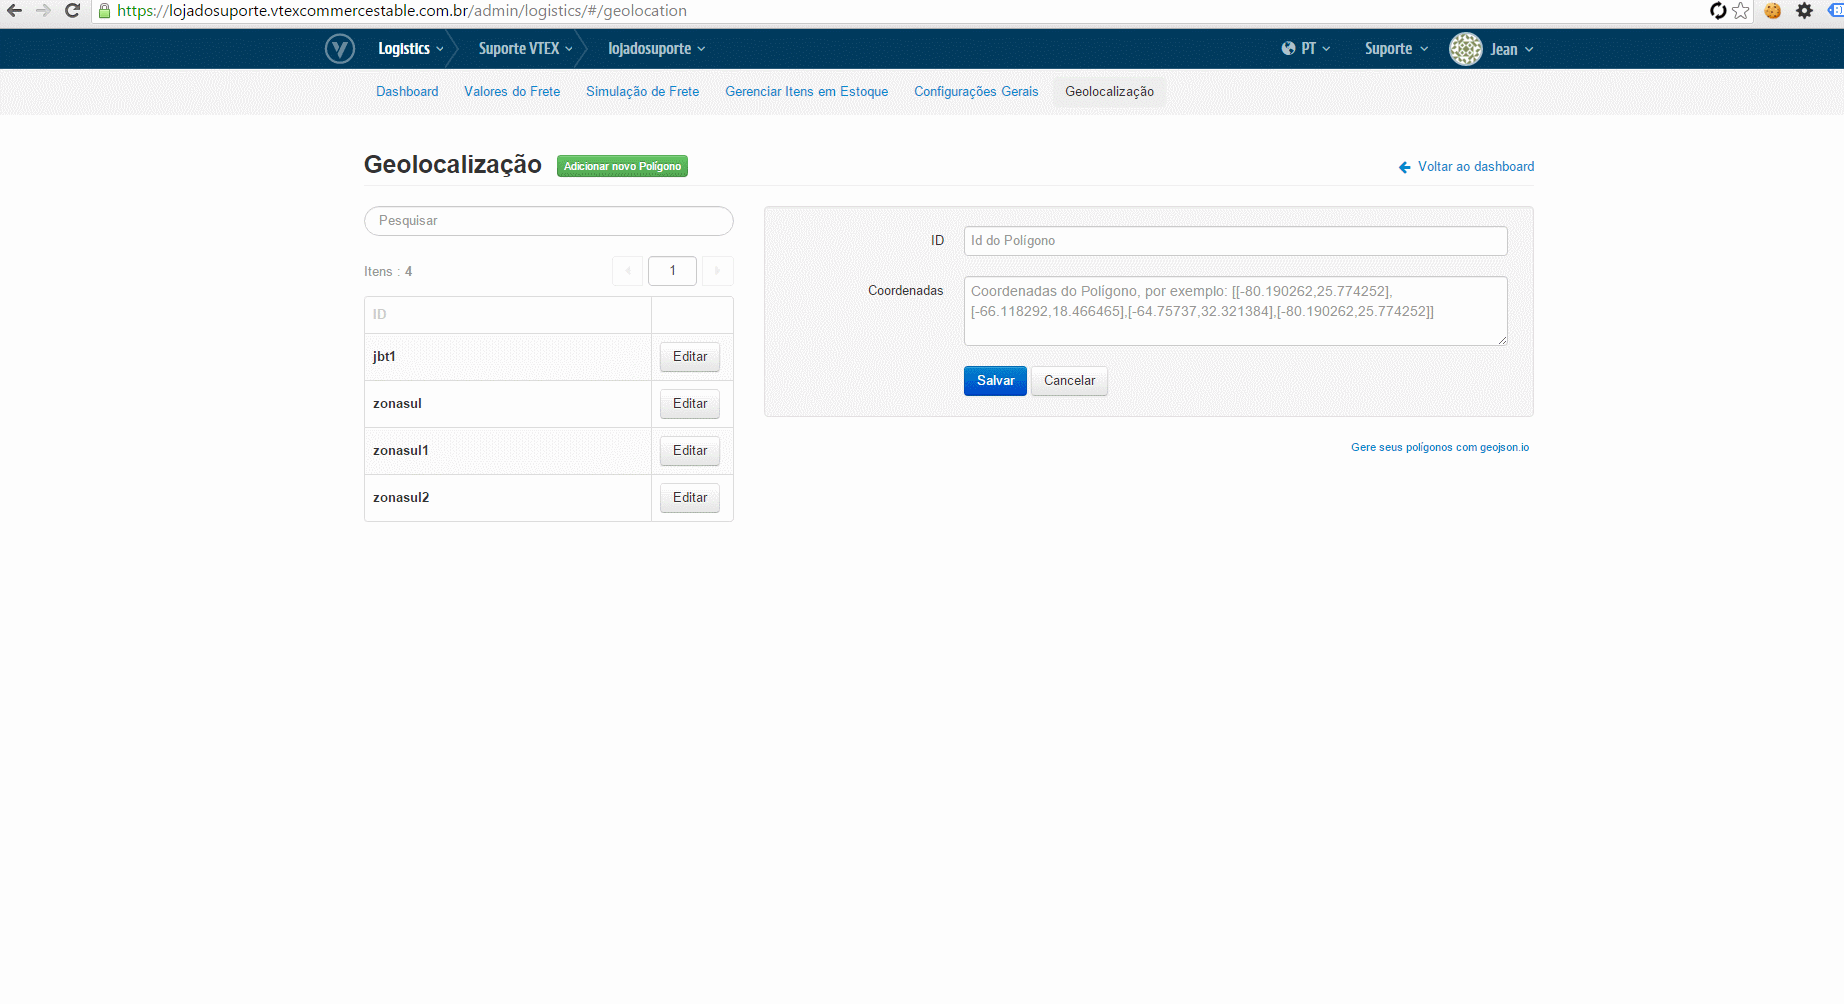 https://lojadosuporte.vtexcommercestable.com.br/admin/logistics/#/geolocation
Logistics Suporte VTEX lojadosuporte PT Suporte Jean
Dashboard Valores do Frete Simulação de Frete Gerenciar Itens em Estoque Configurações Gerais Geolocalização
Geolocalização Adicionar novo Polígono Voltar ao dashboard
Pesquisar
Itens : 4 1
ID
jbt1 Editar
zonasul Editar
zonasul1 Editar
zonasul2 Editar
ID Id do Polígono
Coordenadas Coordenadas do Polígono, por exemplo: [[-80.190262,25.774252],
[-66.118292,18.466465],[-64.75737,32.321384],[-80.190262,25.774252]]
Salvar Cancelar
Gere seus polígonos com geojson.io